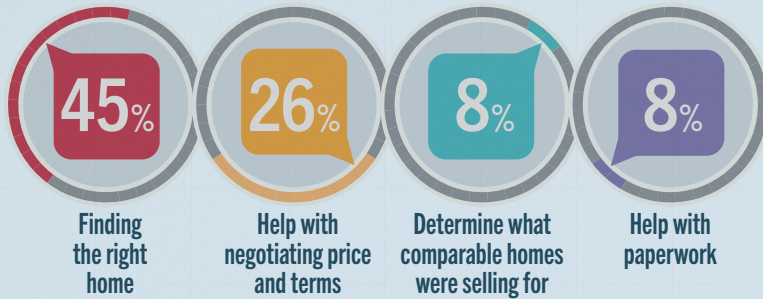 45%
Finding
the right
home
26%
Help with
negotiating price
and terms
8%
Determine what
comparable homes
were selling for
8%
Help with
paperwork